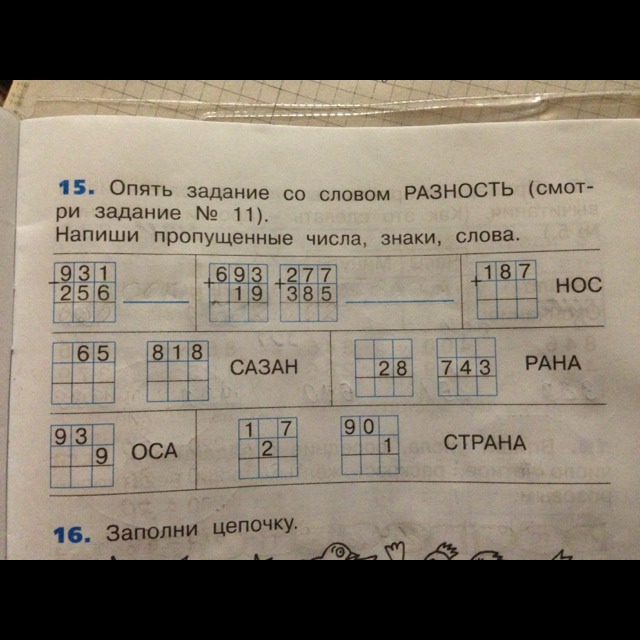 15. Опять задание со словом РАЗНОСТЬ (смот-
ри задание № 11).
Напиши пропущенные числа, знаки, слова.
931 +693 +277 +187
256 19 385 НОС
65 818 САЗАН 28 743 РАНА
93 1 7 90
9 ОСА 2 1 СТРАНА
16. Заполни цепочку.